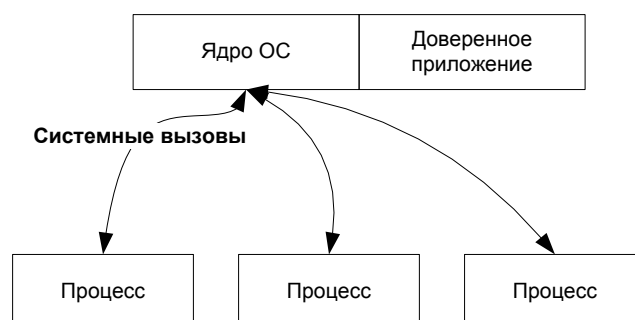 Ядро ОС
Доверенное
приложение
Системные вызовы
Процесс
Процесс
Процесс